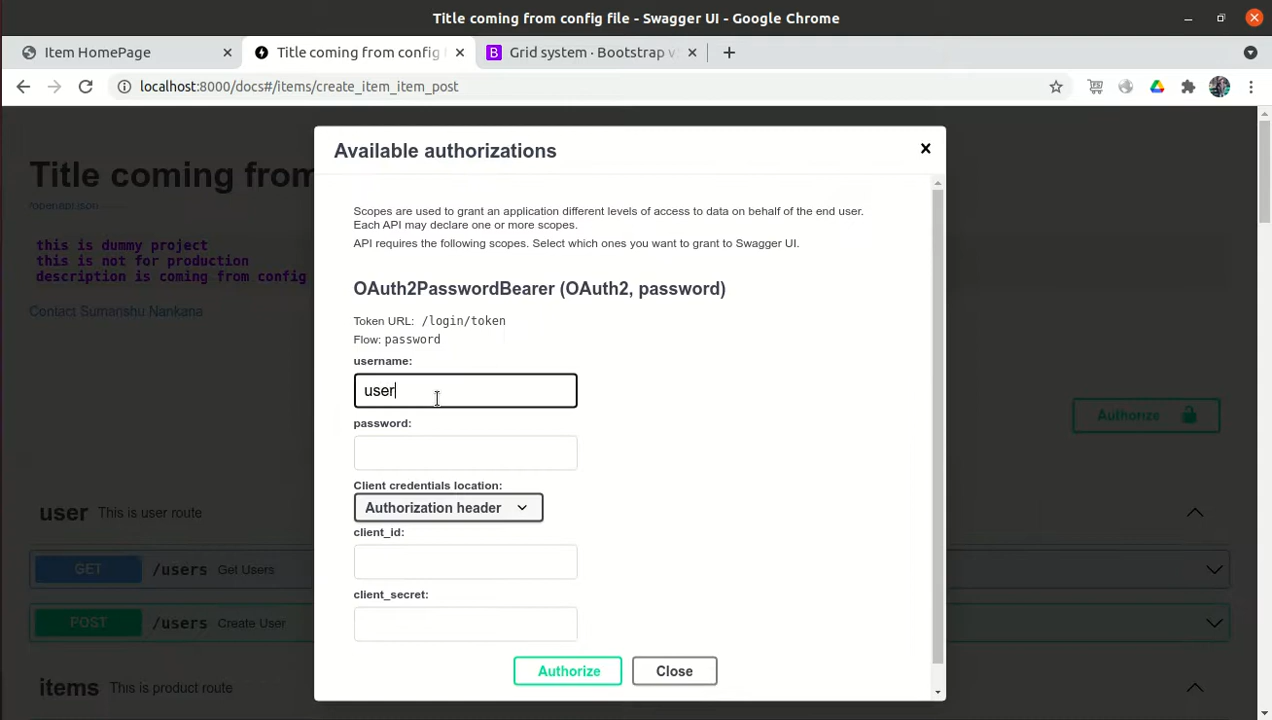 Title coming from config file - Swagger UI - Google Chrome
Item HomePage
Title coming from config
Grid system · Bootstrap v
localhost:8000/docs#/items/create_item_item_post
Available authorizations
Title coming from
/openapi.json
Scopes are used to grant an application different levels of access to data on behalf of the end user.
Each API may declare one or more scopes.
API requires the following scopes. Select which ones you want to grant to Swagger UI.
this is dummy project
this is not for production
description is coming from config
OAuth2PasswordBearer (OAuth2, password)
Contact Sumanshu Nankana
Token URL: /login/token
Flow: password
username:
user
password:
Authorize
Client credentials location:
Authorization header
client_id:
user This is user route
GET /users Get Users
client_secret:
POST /users Create User
Authorize
Close
items This is product route